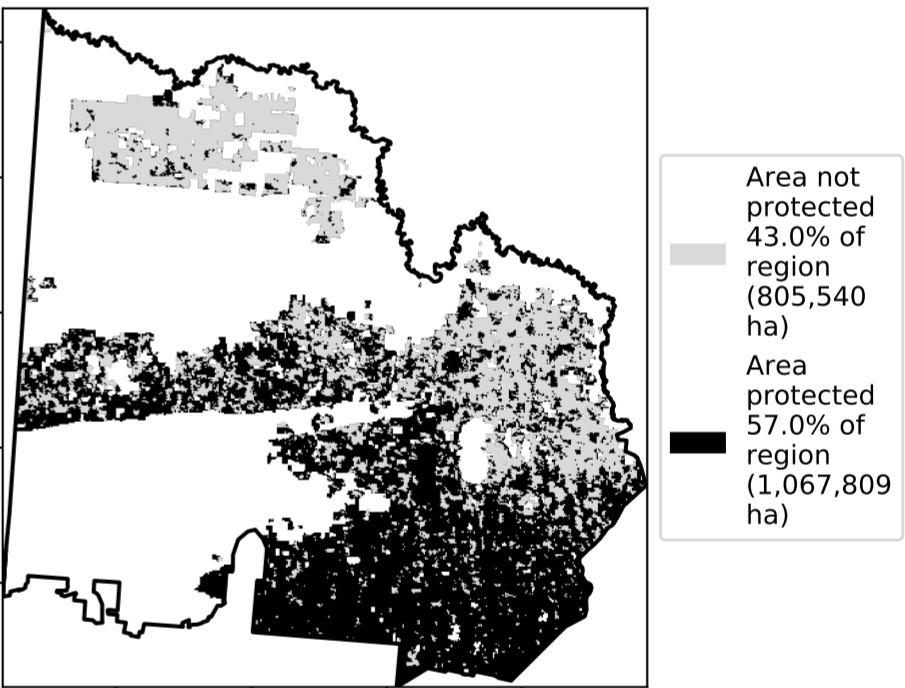 Area not
protected
43.0% of
region
(805,540
ha)
Area
protected
57.0% of
region
(1,067,809
ha)